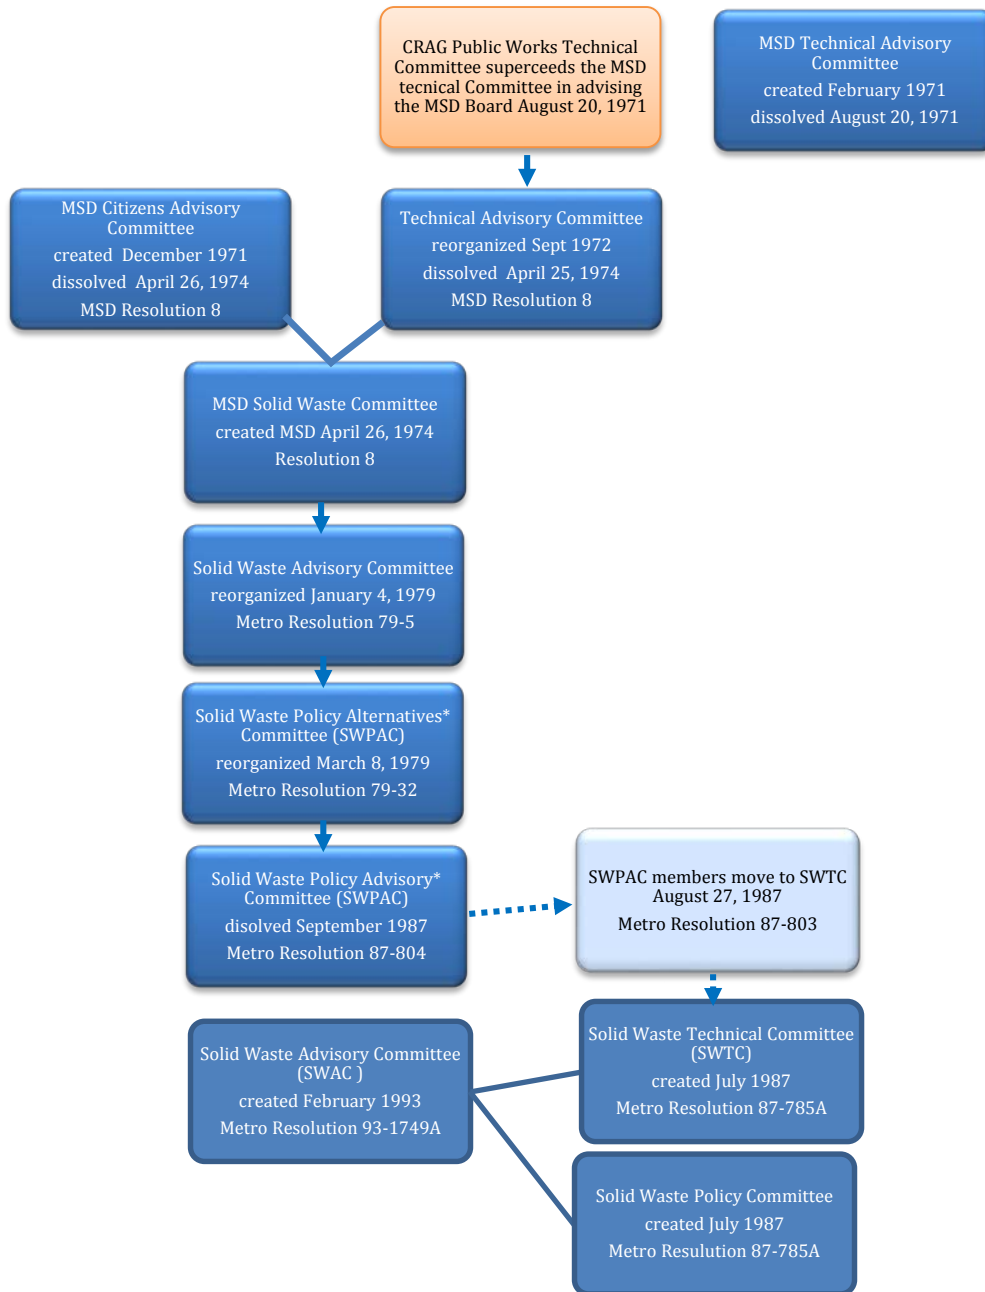 CRAG Public Works Technical
Committee superceeds the MSD
tecnical Committee in advising
the MSD Board August 20, 1971
MSD Technical Advisory
Committee
created February 1971
dissolved August 20, 1971
MSD Citizens Advisory
Committee
created December 1971
dissolved April 26, 1974
MSD Resolution 8
Technical Advisory Committee
reorganized Sept 1972
dissolved April 25, 1974
MSD Resolution 8
MSD Solid Waste Committee
created MSD April 26, 1974
Resolution 8
Solid Waste Advisory Committee
reorganized January 4, 1979
Metro Resolution 79-5
Solid Waste Policy Alternatives*
Committee (SWPAC)
reorganized March 8, 1979
Metro Resolution 79-32
Solid Waste Policy Advisory*
Committee (SWPAC)
disolved September 1987
Metro Resolution 87-804
SWPAC members move to SWTC
August 27, 1987
Metro Resolution 87-803
Solid Waste Advisory Committee
(SWAC )
created February 1993
Metro Resolution 93-1749A
Solid Waste Technical Committee
(SWTC)
created July 1987
Metro Resolution 87-785A
Solid Waste Policy Committee
created July 1987
Metro Resulution 87-785A